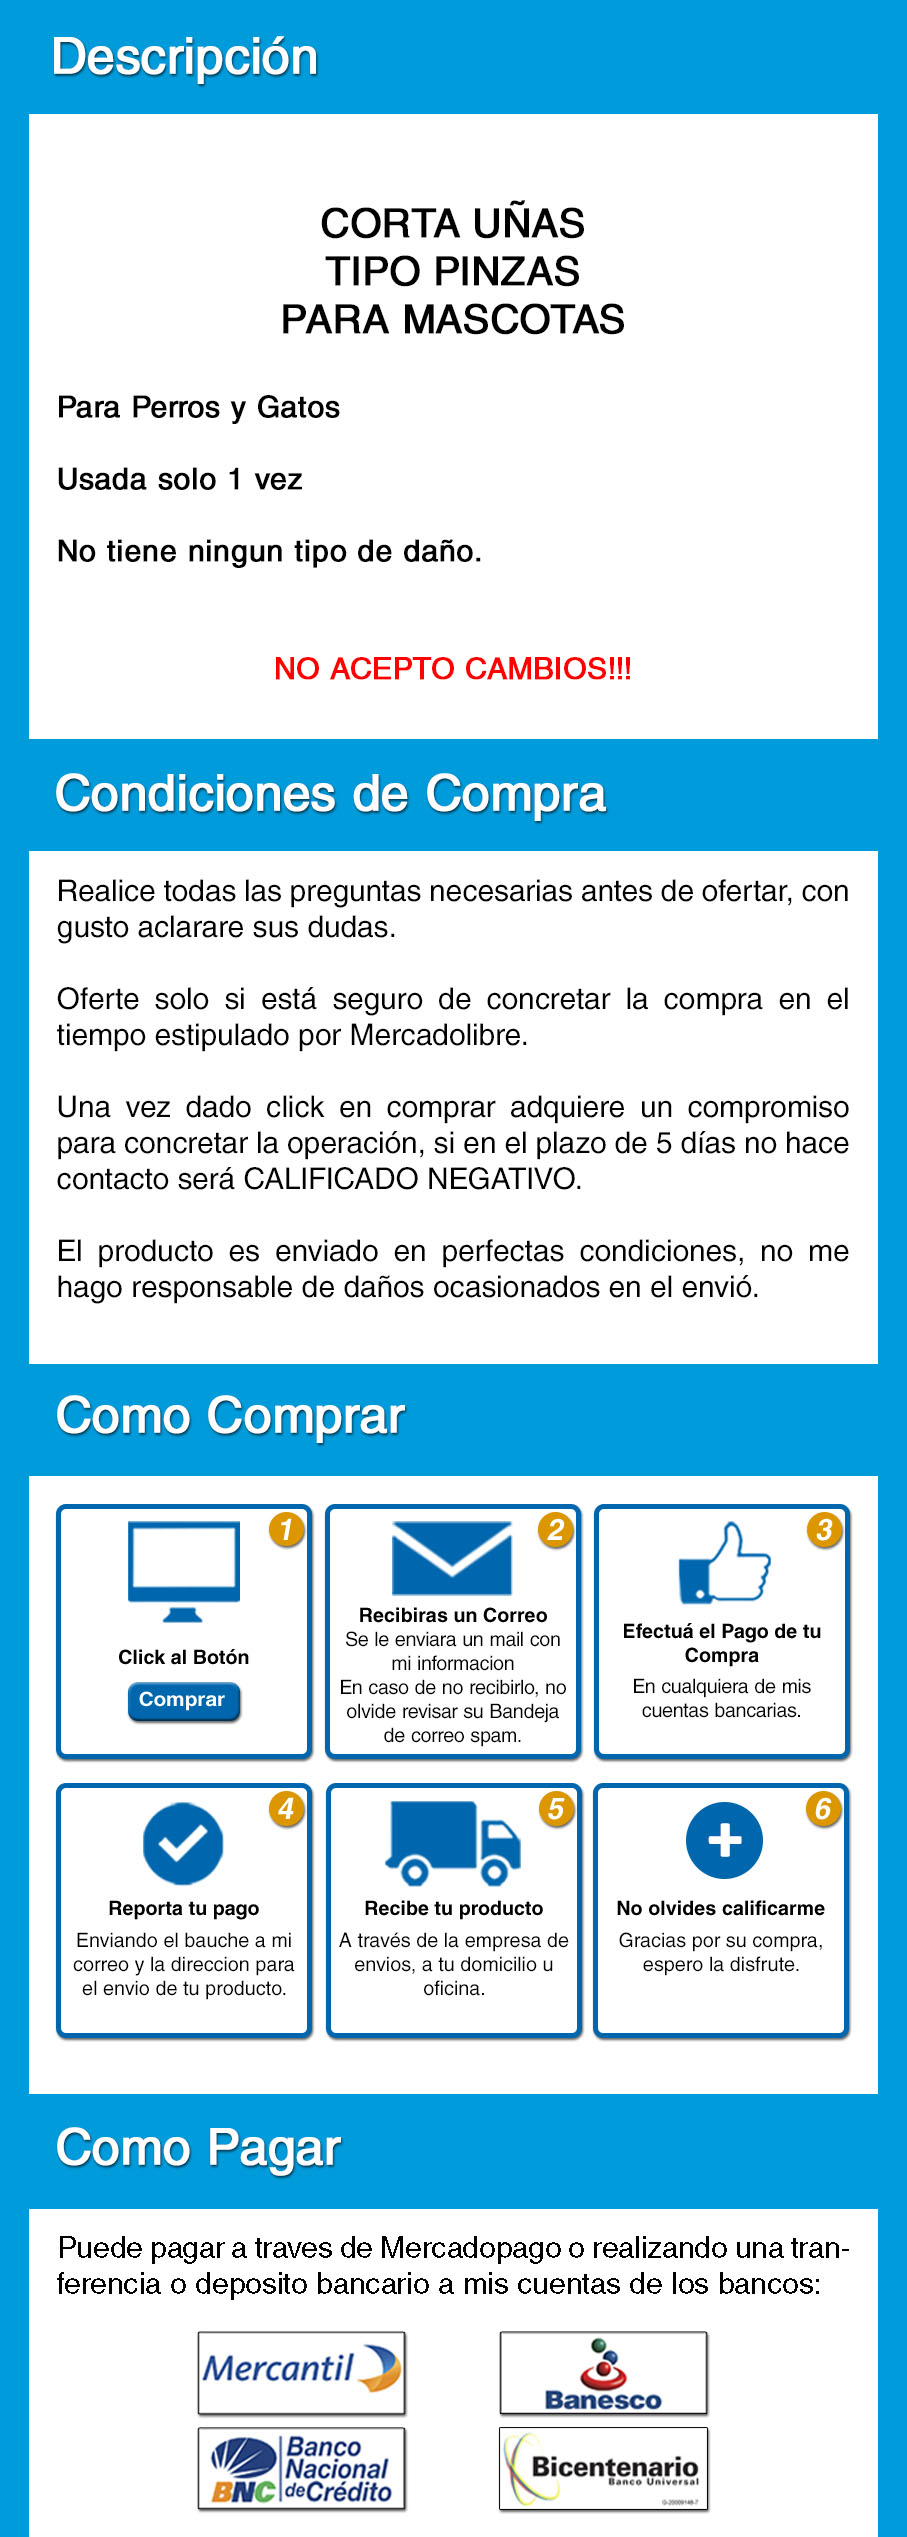 Descripción
CORTA UÑAS
TIPO PINZAS
PARA MASCOTAS
Para Perros y Gatos
Usada solo 1 vez
No tiene ningun tipo de daño.
NO ACEPTO CAMBIOS!!!
Condiciones de Compra
Realice todas las preguntas necesarias antes de ofertar, con
gusto aclarare sus dudas.
Oferte solo si está seguro de concretar la compra en el
tiempo estipulado por Mercadolibre.
Una vez dado click en comprar adquiere un compromiso
para concretar la operación, si en el plazo de 5 días no hace
contacto será CALIFICADO NEGATIVO.
El producto es enviado en perfectas condiciones, no me
hago responsable de daños ocasionados en el envió.
Como Comprar
1
Click al Botón
Comprar
2
Recibiras un Correo
Se le enviara un mail con
mi informacion
En caso de no recibirlo, no
olvide revisar su Bandeja
de correo spam.
3
Efectuá el Pago de tu
Compra
En cualquiera de mis
cuentas bancarias.
4
Reporta tu pago
Enviando el bauche a mi
correo y la direccion para
el envio de tu producto.
5
Recibe tu producto
A través de la empresa de
envios, a tu domicilio u
oficina.
6
No olvides calificarme
Gracias por su compra,
espero la disfrute.
Como Pagar
Puede pagar a traves de Mercadopago o realizando una tran-
ferencia o deposito bancario a mis cuentas de los bancos:
Mercantil
Banesco
BNC
Banco
Nacional
de Crédito
Bicentenario
Banco Universal